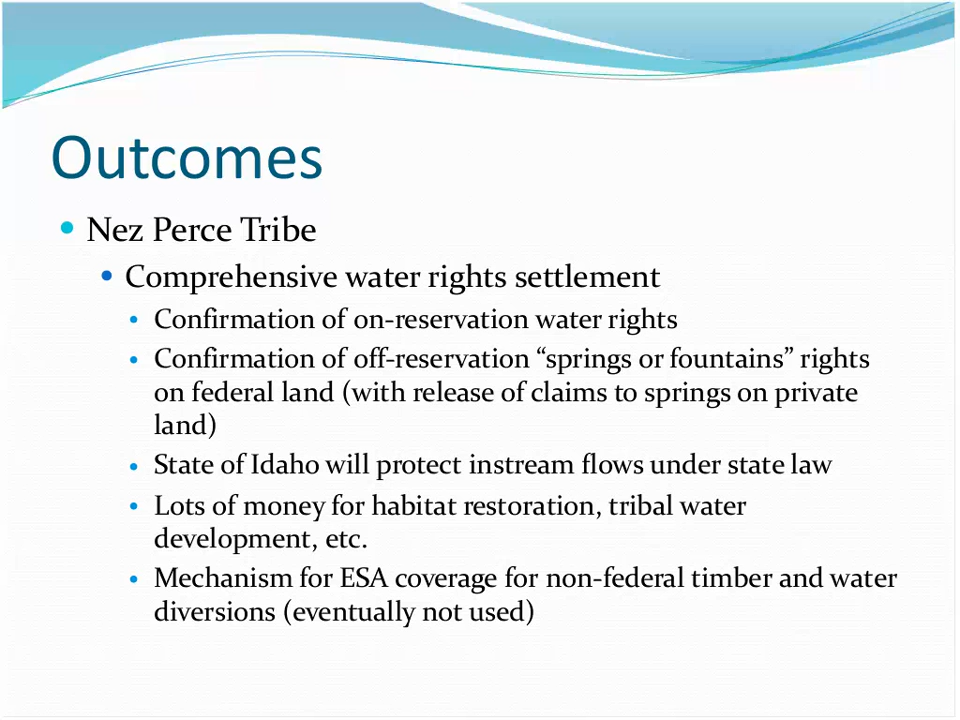 Outcomes
Nez Perce Tribe
Comprehensive water rights settlement
Confirmation of on-reservation water rights
Confirmation of off-reservation “springs or fountains” rights
on federal land (with release of claims to springs on private
land)
State of Idaho will protect instream flows under state law
Lots of money for habitat restoration, tribal water
development, etc.
Mechanism for ESA coverage for non-federal timber and water
diversions (eventually not used)